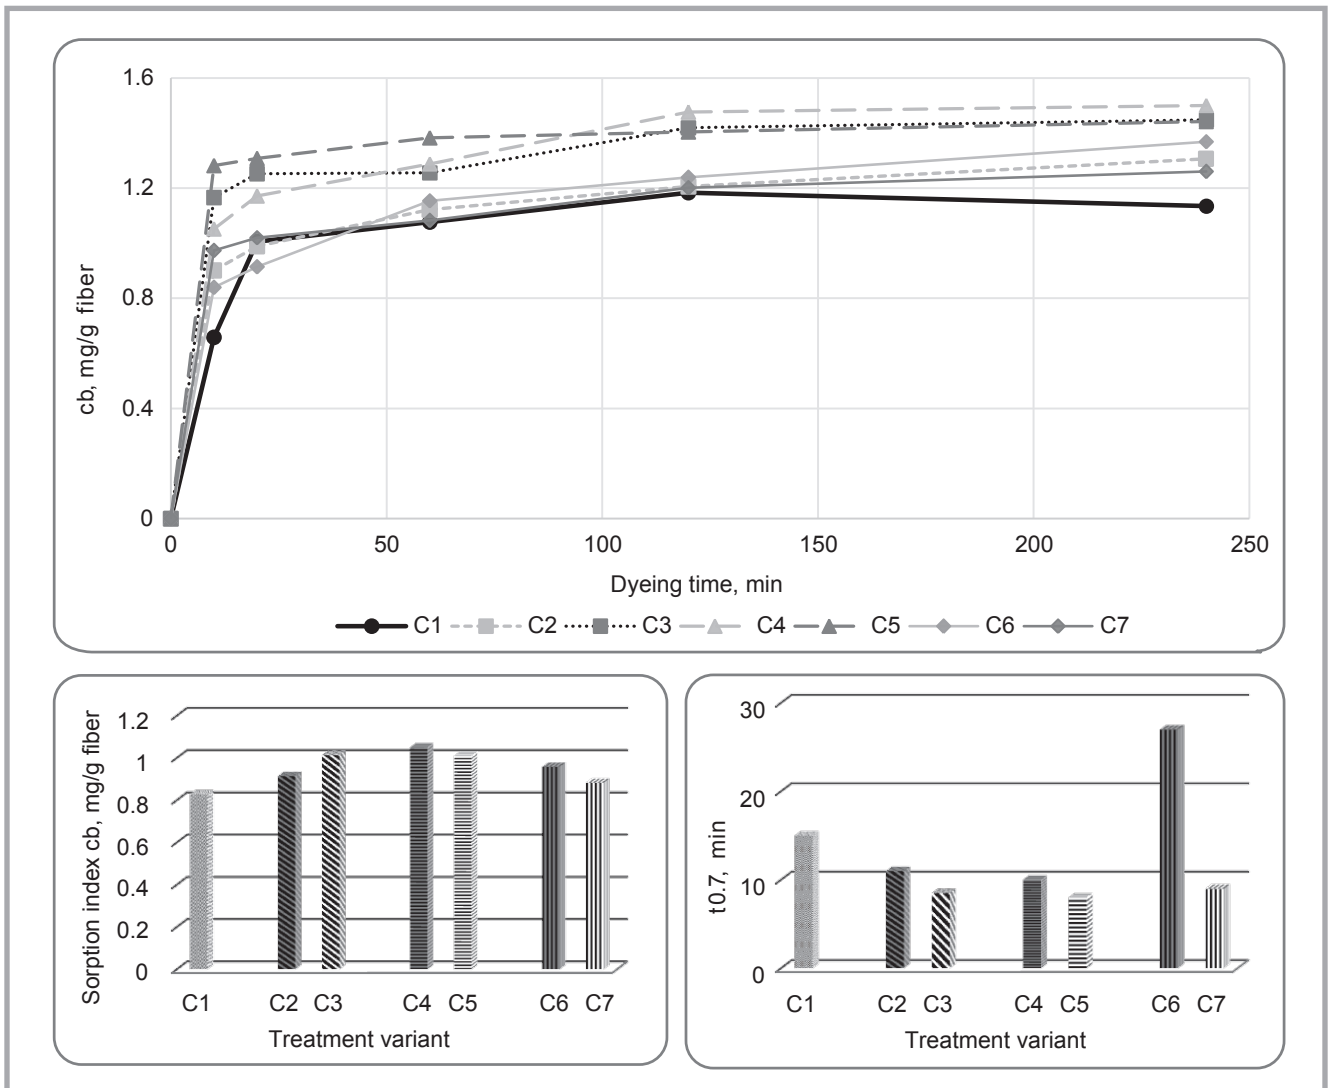 1.6
1.2
0.8
0.4
0
cb, mg/g fiber
0 50 100 150 200 250
Dyeing time, min
C1 C2 C3 C4 C5 C6 C7
Sorption index cb, mg/g fiber
1.2
1
0.8
0.6
0.4
0.2
0
C1 C2 C3 C4 C5 C6 C7
Treatment variant
t0.7, min
30
20
10
0
C1 C2 C3 C4 C5 C6 C7
Treatment variant